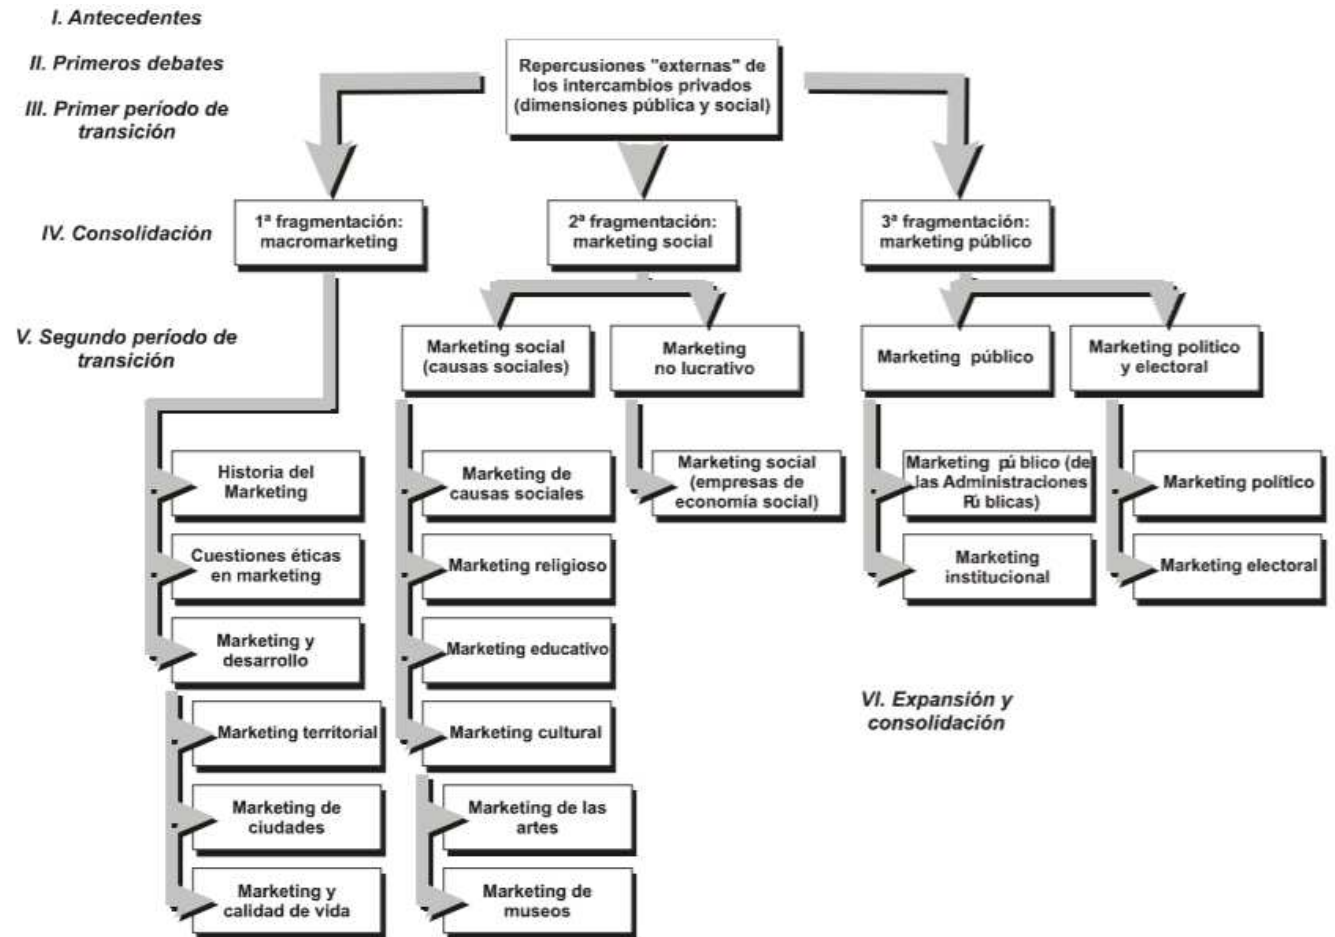 I. Antecedentes
II. Primeros debates
III. Primer período de
transición
Repercusiones "externas" de
los intercambios privados
(dimensiones pública y social)
IV. Consolidación
1ª fragmentación:
macromarketing
2ª fragmentación:
marketing social
3ª fragmentación:
marketing público
V. Segundo período de
transición
Marketing social
(causas sociales)
Marketing
no lucrativo
Marketing público
Marketing politico
y electoral
Historia del
Marketing
Cuestiones éticas
en marketing
Marketing y
desarrollo
Marketing territorial
Marketing de
ciudades
Marketing y
calidad de vida
Marketing de
causas sociales
Marketing religioso
Marketing educativo
Marketing cultural
Marketing de las
artes
Marketing de
museos
Marketing social
(empresas de
economía social)
Marketing pú blico (de
las Administraciones
Pú blicas)
Marketing
institucional
Marketing político
Marketing electoral
VI. Expansión y
consolidación